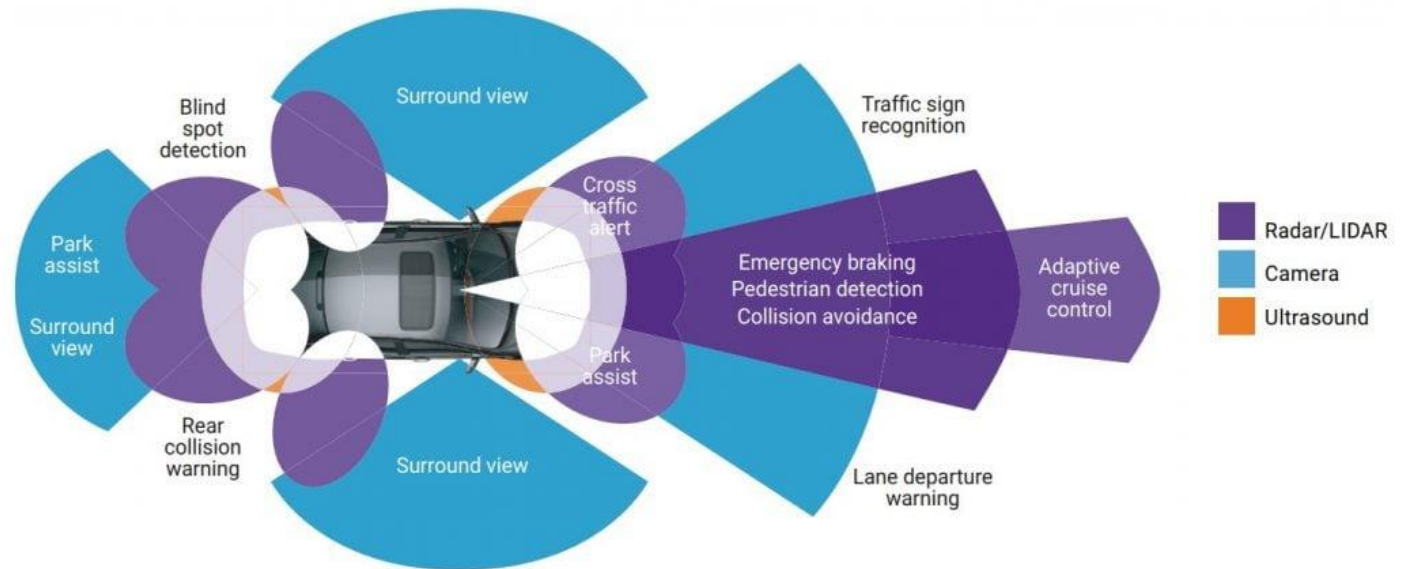 Surround view
Blind
spot
detection
Traffic sign
recognition
Cross
traffic
alert
Park
assist
Surround
view
Emergency braking
Pedestrian detection
Collision avoidance
Adaptive
cruise
control
Radar/LIDAR
Camera
Ultrasound
Park
assist
Rear
collision
warning
Surround view
Lane departure
warning